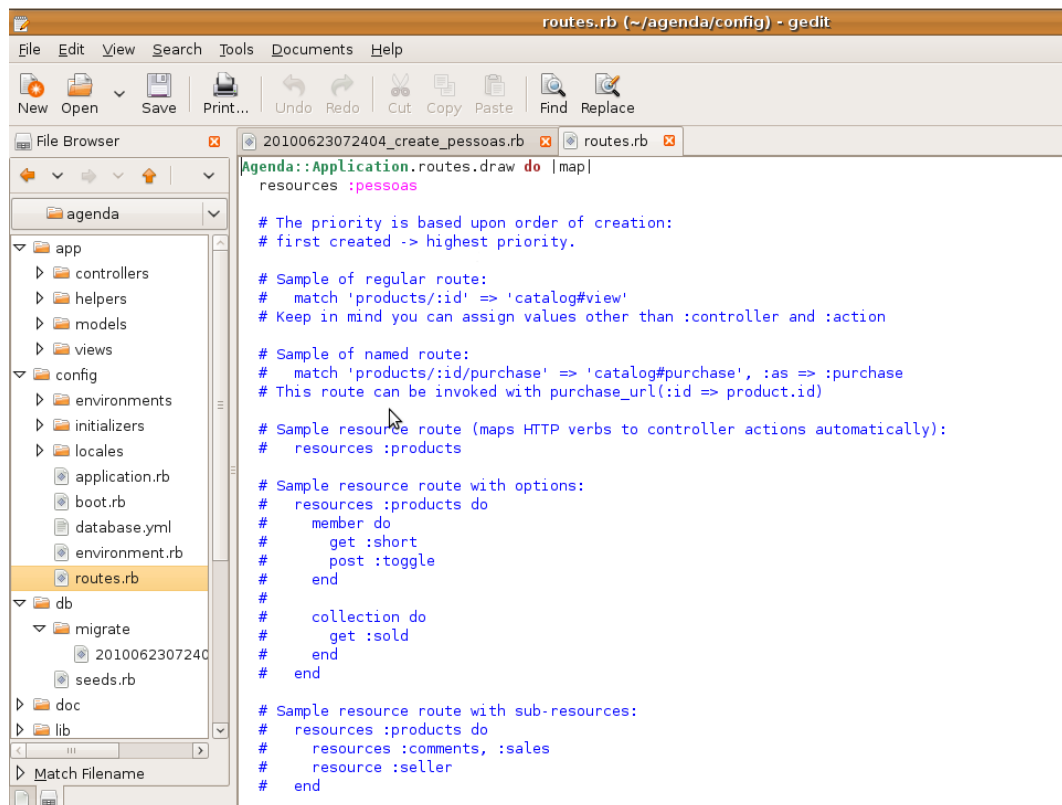 routes.rb (~/agenda/config) - gedit
File Edit View Search Tools Documents Help
New Open Save Print... Undo Redo Cut Copy Paste Find Replace
File Browser
20100623072404_create_pessoas.rb
routes.rb
agenda
app
controllers
helpers
models
views
config
environments
initializers
locales
application.rb
boot.rb
database.yml
environment.rb
routes.rb
db
migrate
2010062307240
seeds.rb
doc
lib
Match Filename
Agenda::Application.routes.draw do |map|
  resources :pessoas
  # The priority is based upon order of creation:
  # first created -> highest priority.
  # Sample of regular route:
  #   match 'products/:id' => 'catalog#view'
  # Keep in mind you can assign values other than :controller and :action
  # Sample of named route:
  #   match 'products/:id/purchase' => 'catalog#purchase', :as => :purchase
  # This route can be invoked with purchase_url(:id => product.id)
  # Sample resource route (maps HTTP verbs to controller actions automatically):
  #   resources :products
  # Sample resource route with options:
  #   resources :products do
  #     member do
  #       get :short
  #       post :toggle
  #     end
  #
  #     collection do
  #       get :sold
  #     end
  #   end
  # Sample resource route with sub-resources:
  #   resources :products do
  #     resources :comments, :sales
  #     resource :seller
  #   end